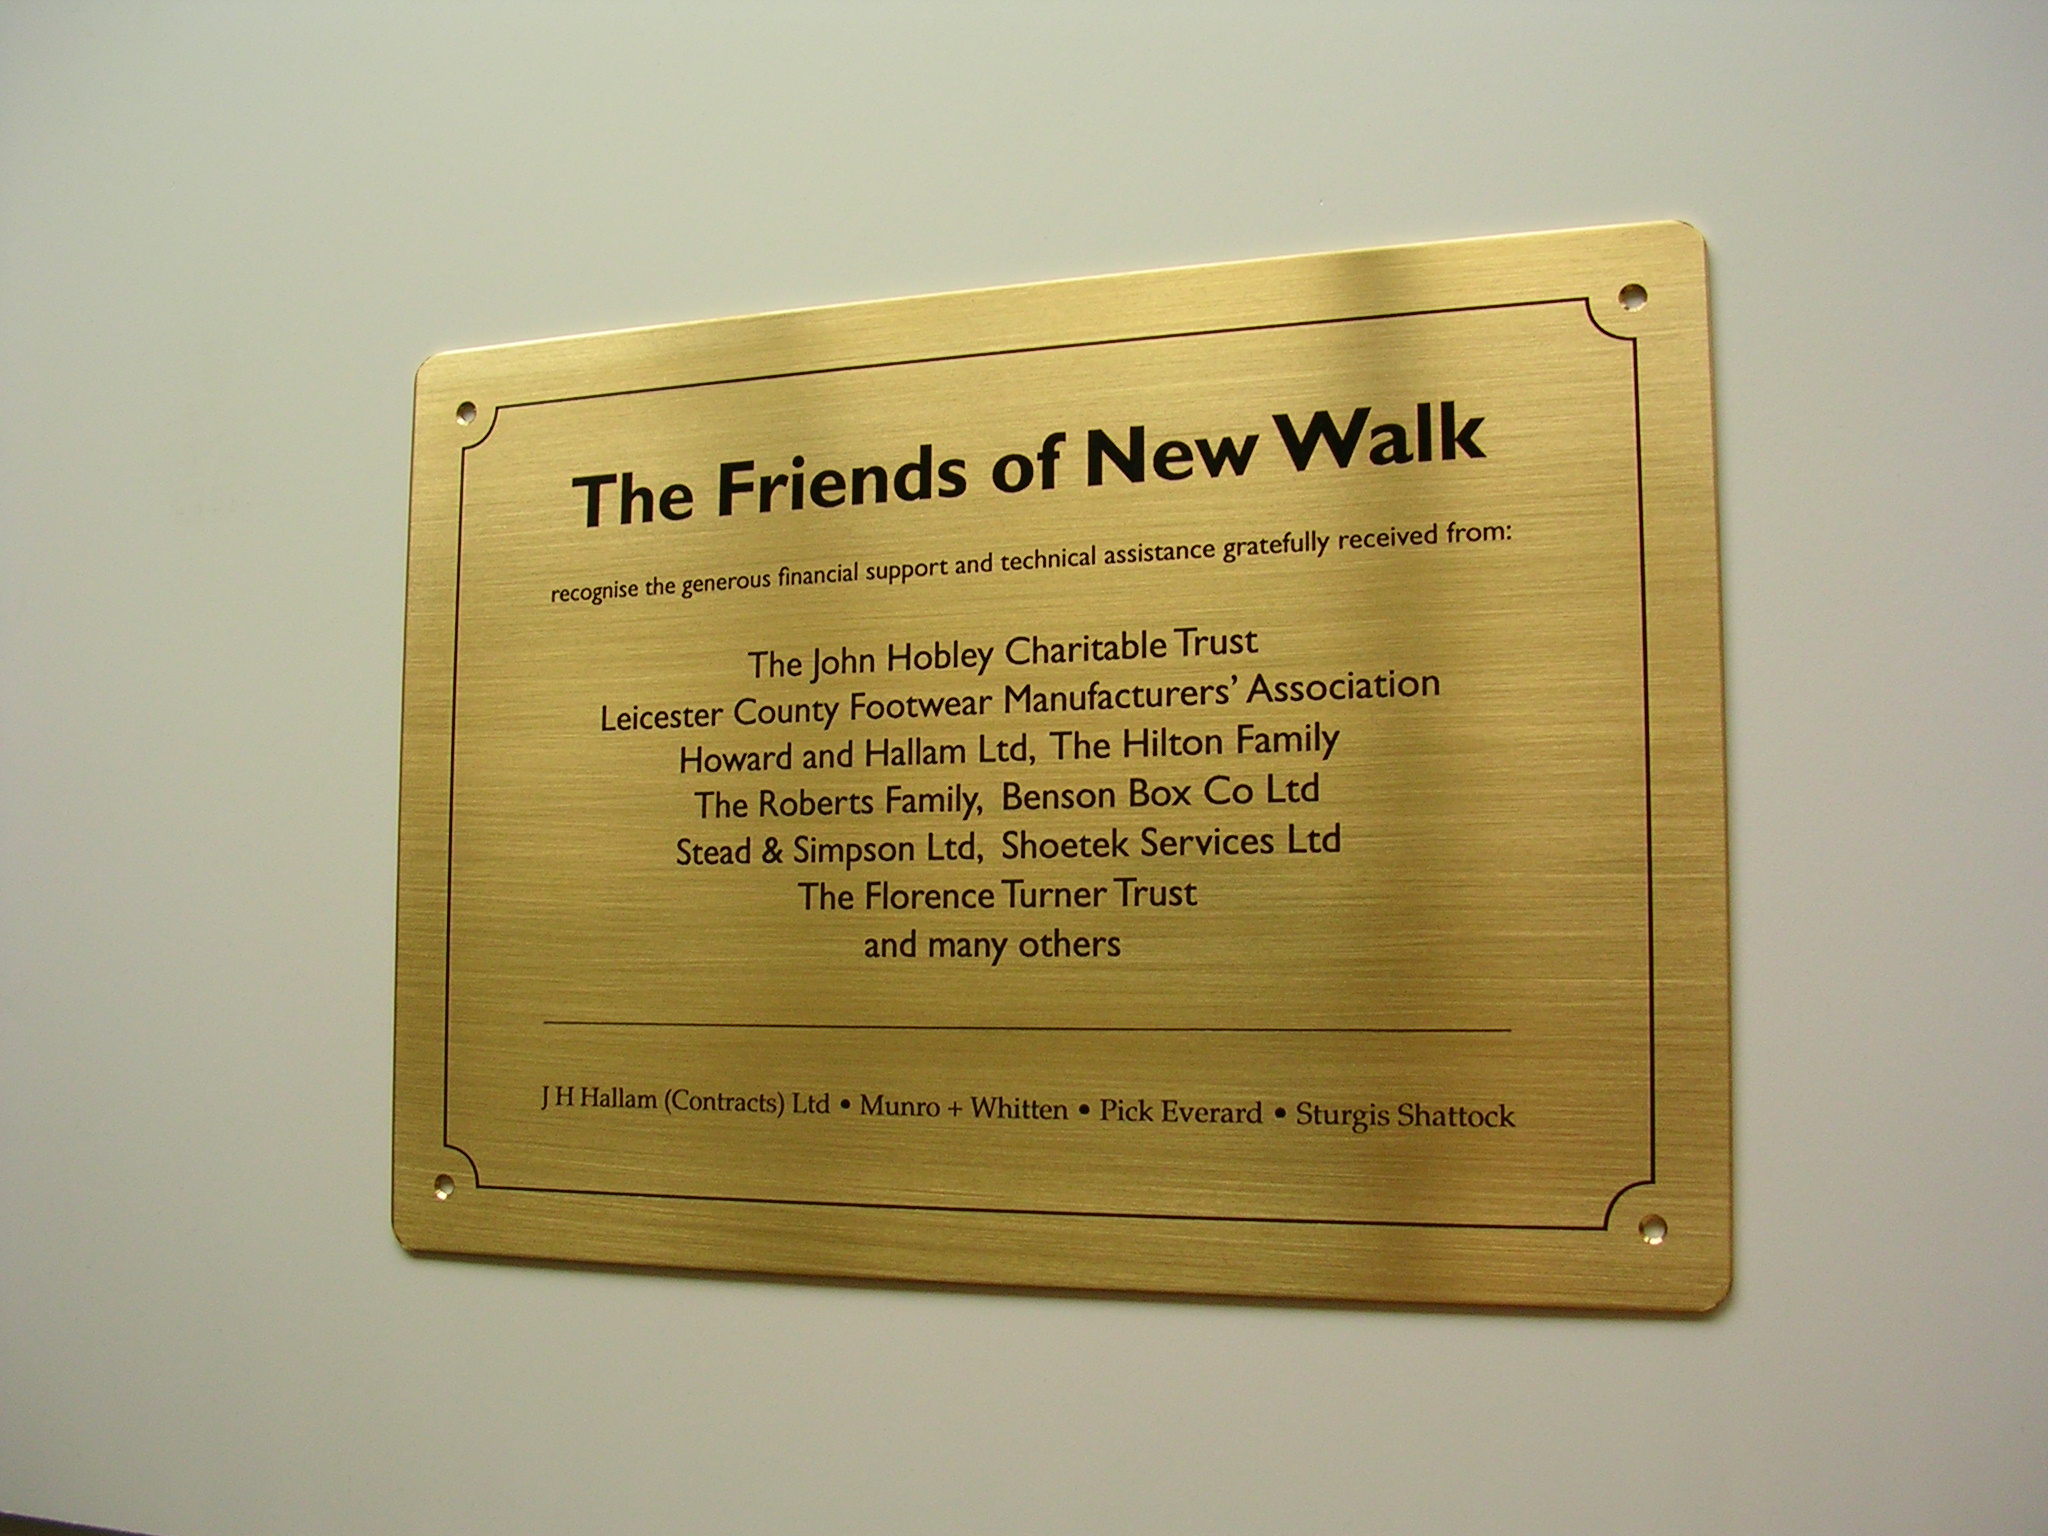 The Friends of New Walk
recognise the generous financial support and technical assistance gratefully received from:
The John Hobley Charitable Trust
Leicester County Footwear Manufacturers' Association
Howard and Hallam Ltd, The Hilton Family
The Roberts Family, Benson Box Co Ltd
Stead & Simpson Ltd, Shoetek Services Ltd
The Florence Turner Trust
and many others
J H Hallam (Contracts) Ltd • Munro + Whitten • Pick Everard • Sturgis Shattock